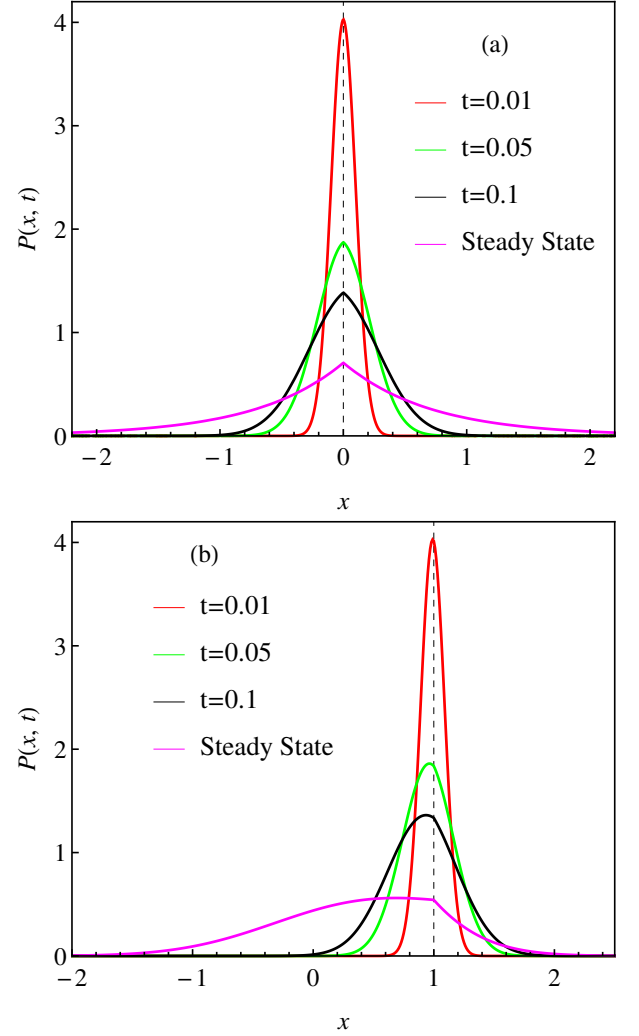 (a)
t=0.01
t=0.05
t=0.1
Steady State
P(x, t)
4
3
2
1
0
−2 −1 0 1 2
x
(b)
t=0.01
t=0.05
t=0.1
Steady State
P(x, t)
4
3
2
1
0
−2 −1 0 1 2
x